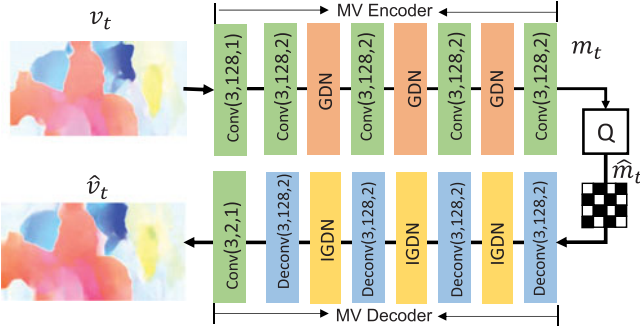 v_t
MV Encoder
m_t
Conv(3,128,1)
Conv(3,128,2)
GDN
Conv(3,128,2)
GDN
Conv(3,128,2)
GDN
Conv(3,128,2)
Q
v̂_t
m̂_t
Conv(3,2,1)
Deconv(3,128,2)
IGDN
Deconv(3,128,2)
IGDN
Deconv(3,128,2)
IGDN
Deconv(3,128,2)
MV Decoder